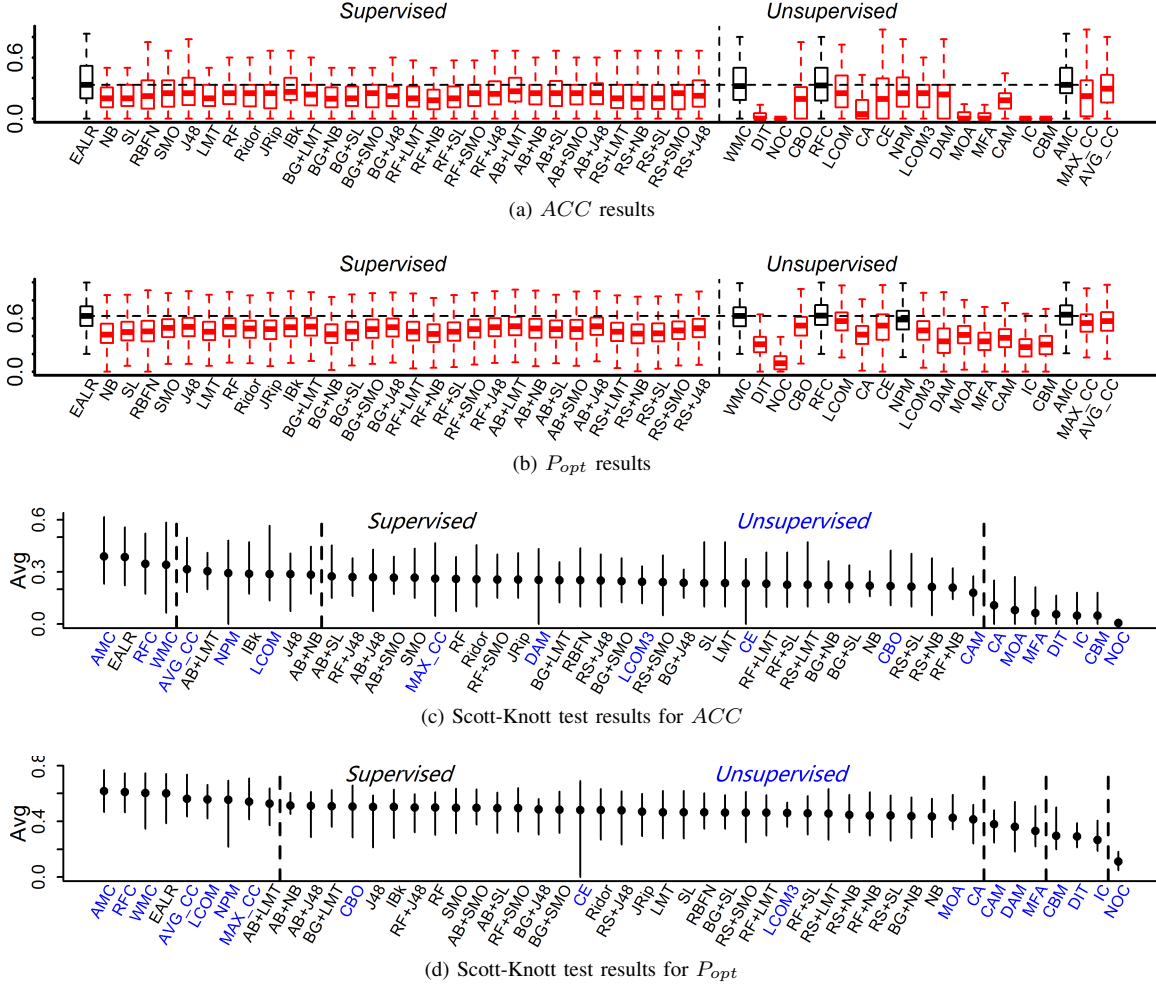 Supervised Unsupervised
0.0 0.6
EALR NB SL RBFN SMO J48 LMT RF Ridor JRip IBk BG+LMT BG+NB BG+SL BG+SMO BG+J48 RF+LMT RF+NB RF+SL RF+SMO RF+J48 AB+LMT AB+NB AB+SL AB+SMO AB+J48 RS+LMT RS+NB RS+SL RS+SMO RS+J48 WMC DIT NOC CBO RFC LCOM CA CE NPM LCOM3 DAM MOA MFA CAM IC CBM AMC MAX_CC AVG_CC
(a) ACC results
Supervised Unsupervised
0.0 0.6
EALR NB SL RBFN SMO J48 LMT RF Ridor JRip IBk BG+LMT BG+NB BG+SL BG+SMO BG+J48 RF+LMT RF+NB RF+SL RF+SMO RF+J48 AB+LMT AB+NB AB+SL AB+SMO AB+J48 RS+LMT RS+NB RS+SL RS+SMO RS+J48 WMC DIT NOC CBO RFC LCOM CA CE NPM LCOM3 DAM MOA MFA CAM IC CBM AMC MAX_CC AVG_CC
(b) Popt results
Supervised Unsupervised
Avg
0.0 0.3 0.6
AMC EALR RFC WMC AVG_CC AB+LMT NPM IBk LCOM J48 AB+NB AB+SL RF+J48 AB+J48 AB+SMO SMO MAX_CC RF Ridor RF+SMO JRip DAM BG+LMT RBFN RS+J48 BG+SMO LCOM3 RS+SMO BG+J48 SL LMT CE RF+LMT RF+SL RS+LMT BG+NB BG+SL NB CBO RS+SL RS+NB RF+NB CAM CA MOA MFA DIT IC CBM NOC
(c) Scott-Knott test results for ACC
Supervised Unsupervised
Avg
0.0 0.4 0.8
AMC RFC WMC EALR AVG_CC LCOM NPM MAX_CC AB+LMT AB+NB AB+J48 BG+LMT CBO J48 IBk RF+J48 RF SMO AB+SMO AB+SL RF+SMO BG+J48 BG+SMO CE Ridor RS+J48 JRip LMT SL RBFN BG+SL RS+SMO RF+LMT LCOM3 RF+SL RS+LMT RS+NB RF+NB RS+SL BG+NB NB MOA CA CAM DAM MFA CBM DIT IC NOC
(d) Scott-Knott test results for Popt